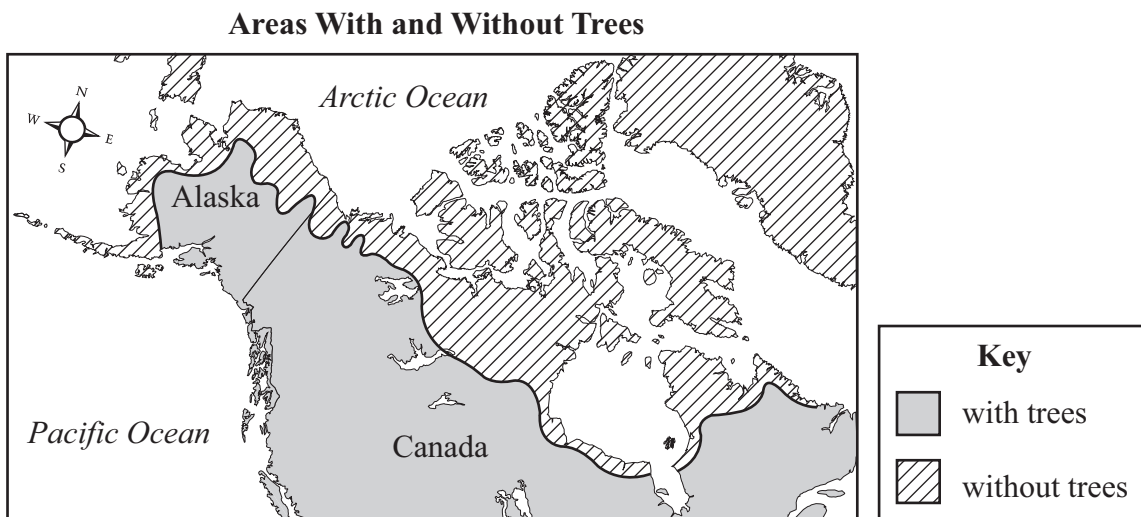 Areas With and Without Trees
Arctic Ocean
N
W
E
S
Alaska
Pacific Ocean
Canada
Key
with trees
without trees